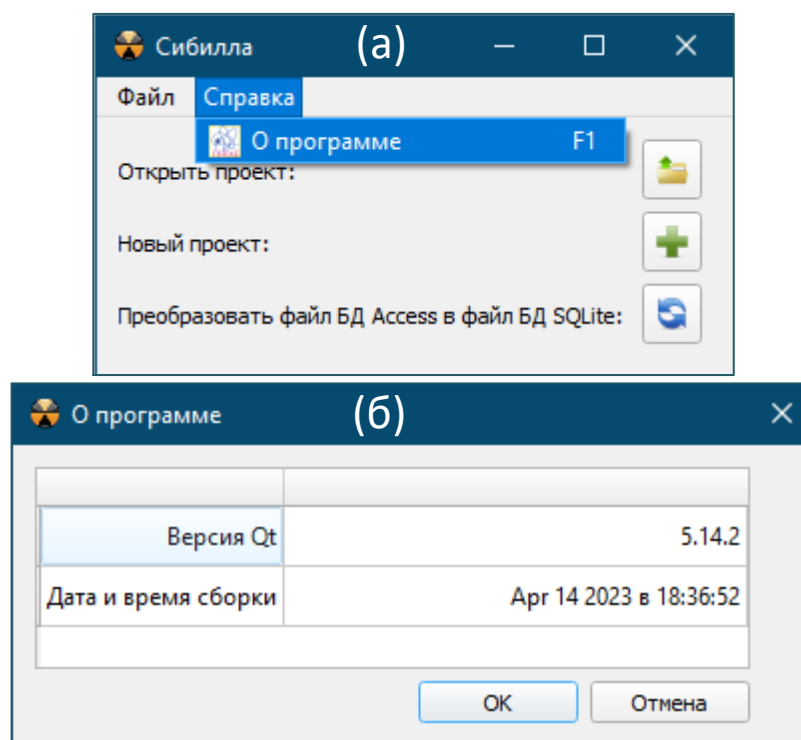 Сибилла (а)
Файл Справка
О программе F1
Открыть проект:
Новый проект:
Преобразовать файл БД Access в файл БД SQLite:
О программе (б)
Версия Qt 5.14.2
Дата и время сборки Apr 14 2023 в 18:36:52
OK Отмена